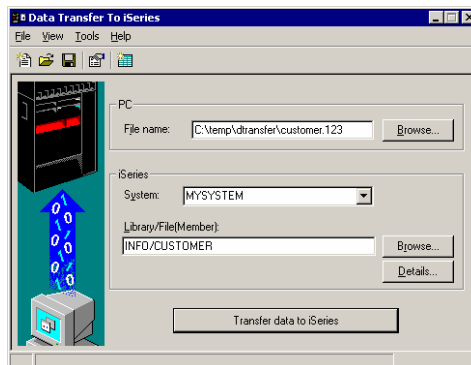 Data Transfer To iSeries
File View Tools Help
PC
File name: C:\temp\dtransfer\customer.123 Browse...
iSeries
System: MYSYSTEM
Library/File(Member):
INFO/CUSTOMER Browse...
Details...
Transfer data to iSeries